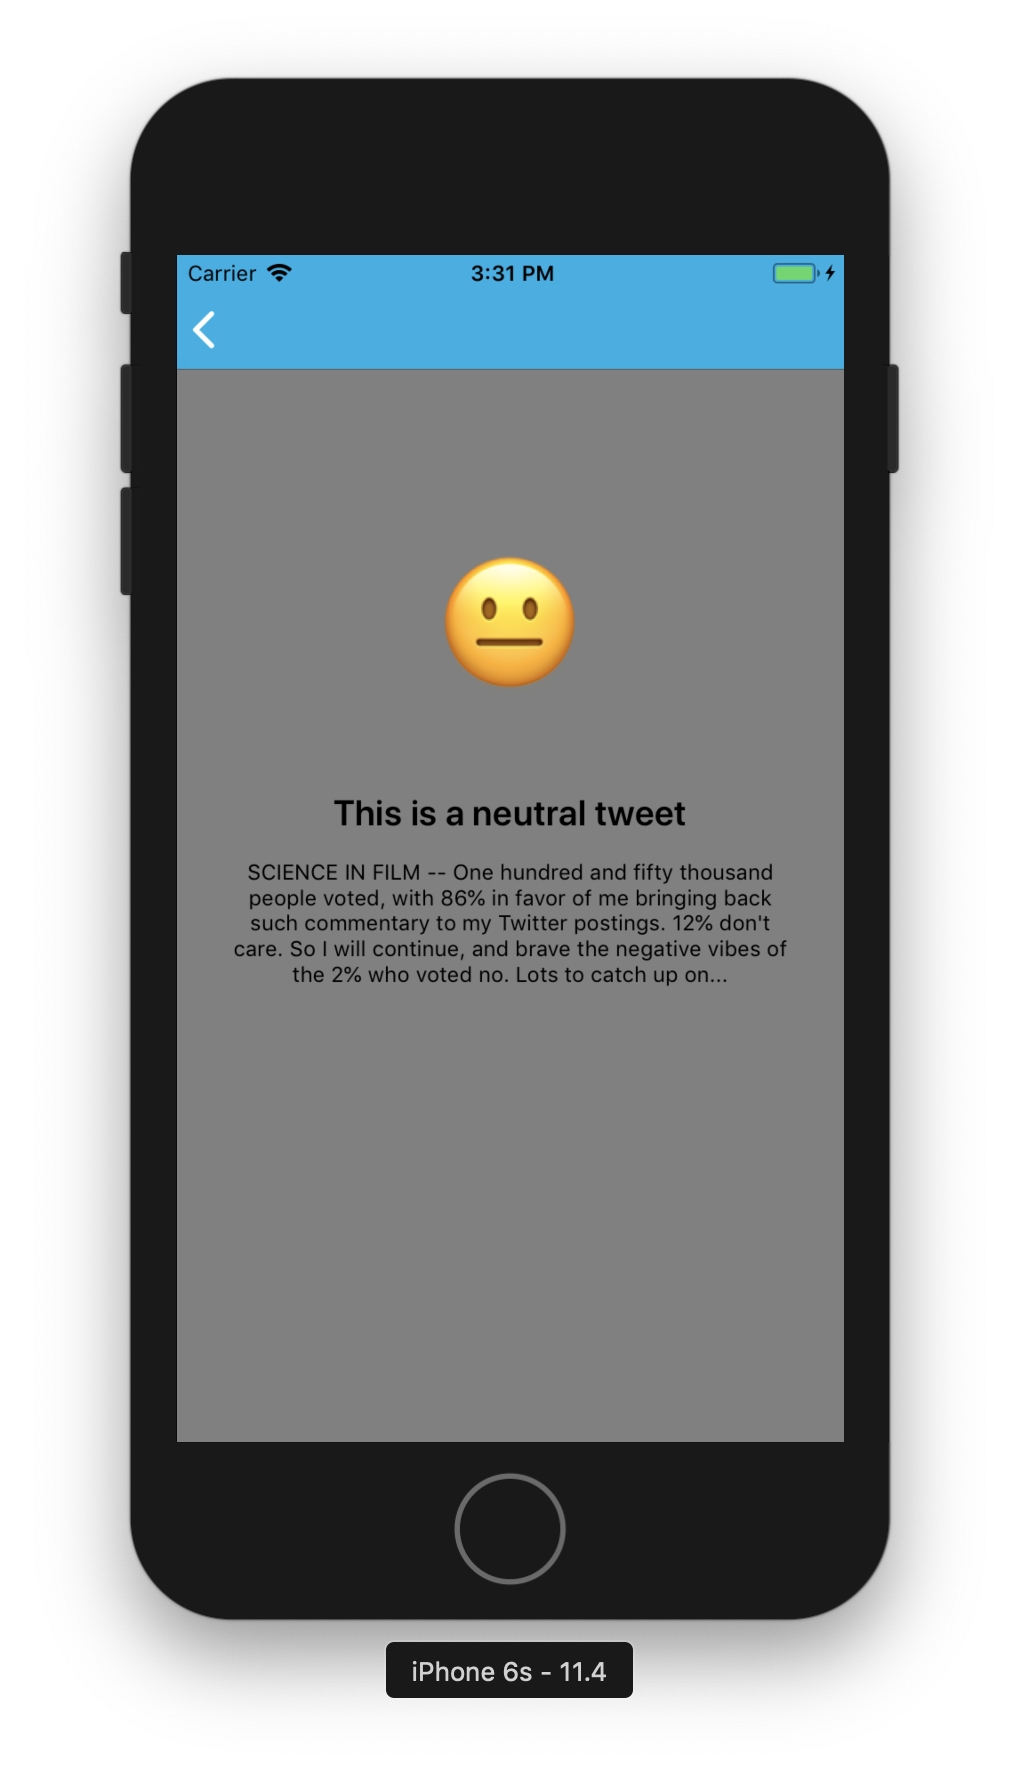 Carrier 3:31 PM
This is a neutral tweet
SCIENCE IN FILM -- One hundred and fifty thousand
people voted, with 86% in favor of me bringing back
such commentary to my Twitter postings. 12% don't
care. So I will continue, and brave the negative vibes of
the 2% who voted no. Lots to catch up on...
iPhone 6s - 11.4